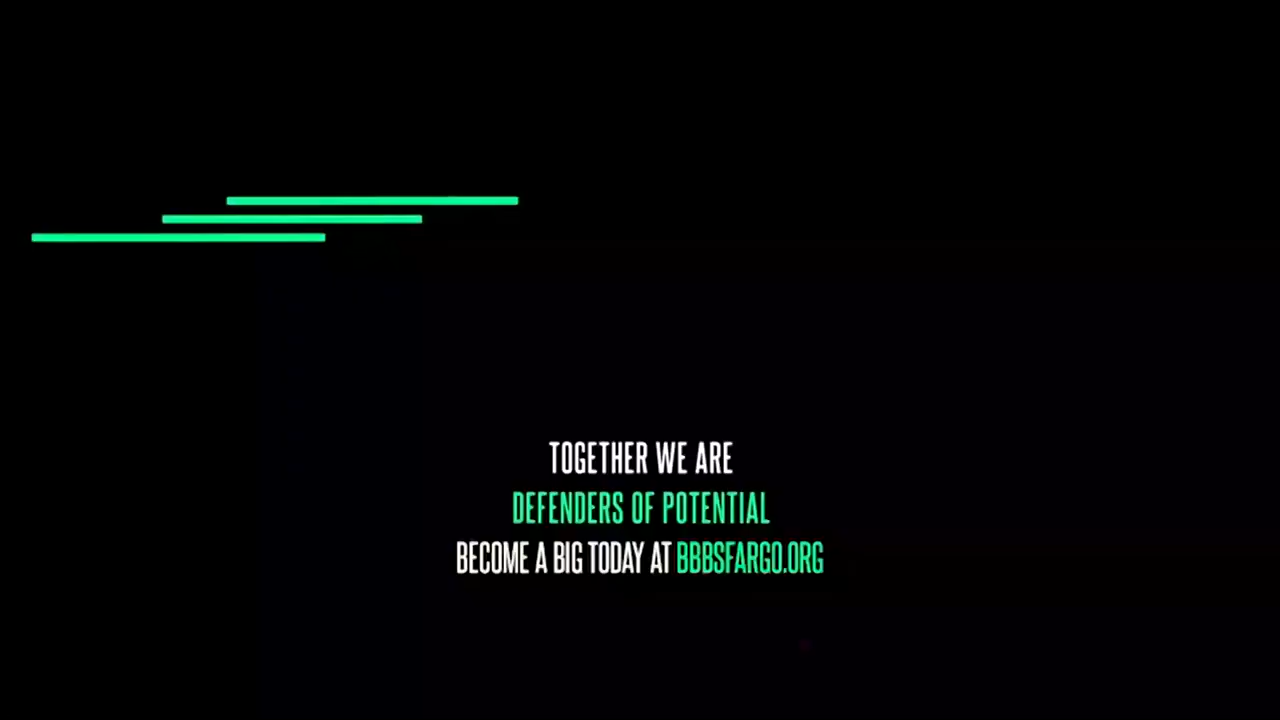 TOGETHER WE ARE
DEFENDERS OF POTENTIAL
BECOME A BIG TODAY AT BBBSFARGO.ORG